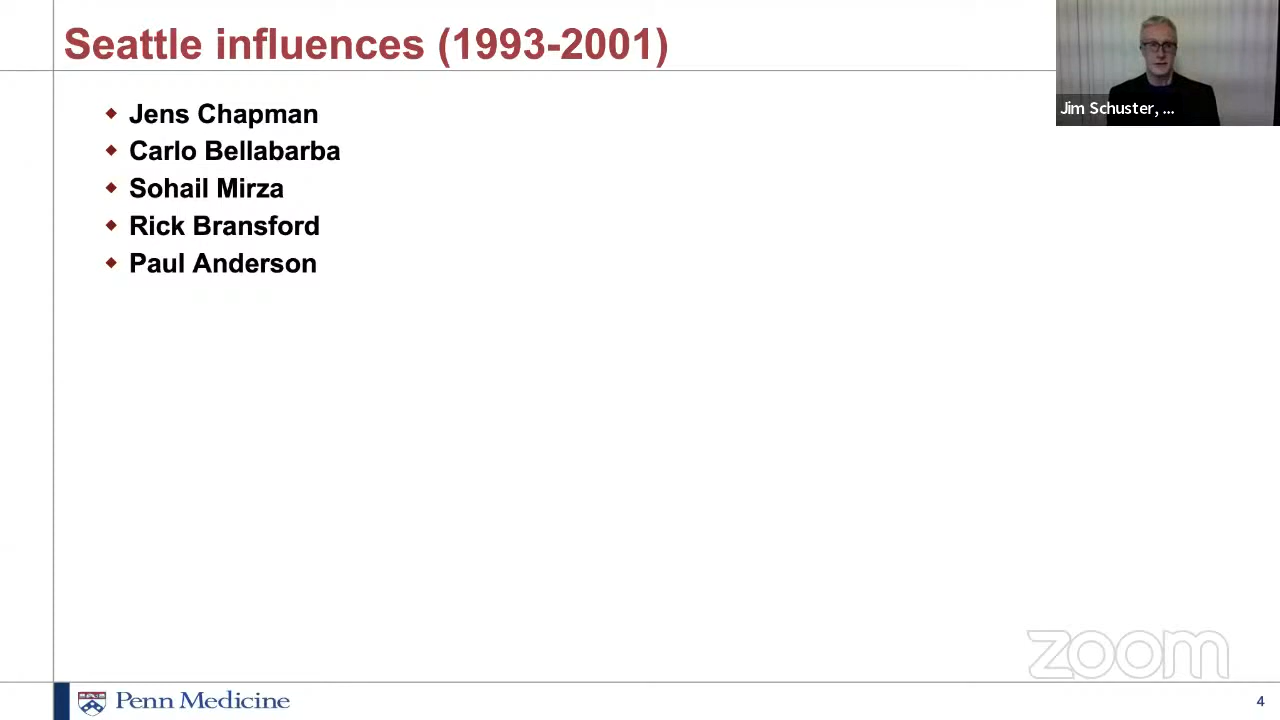 Seattle influences (1993-2001)
Jim Schuster, ...
Jens Chapman
Carlo Bellabarba
Sohail Mirza
Rick Bransford
Paul Anderson
zoom
Penn Medicine
4